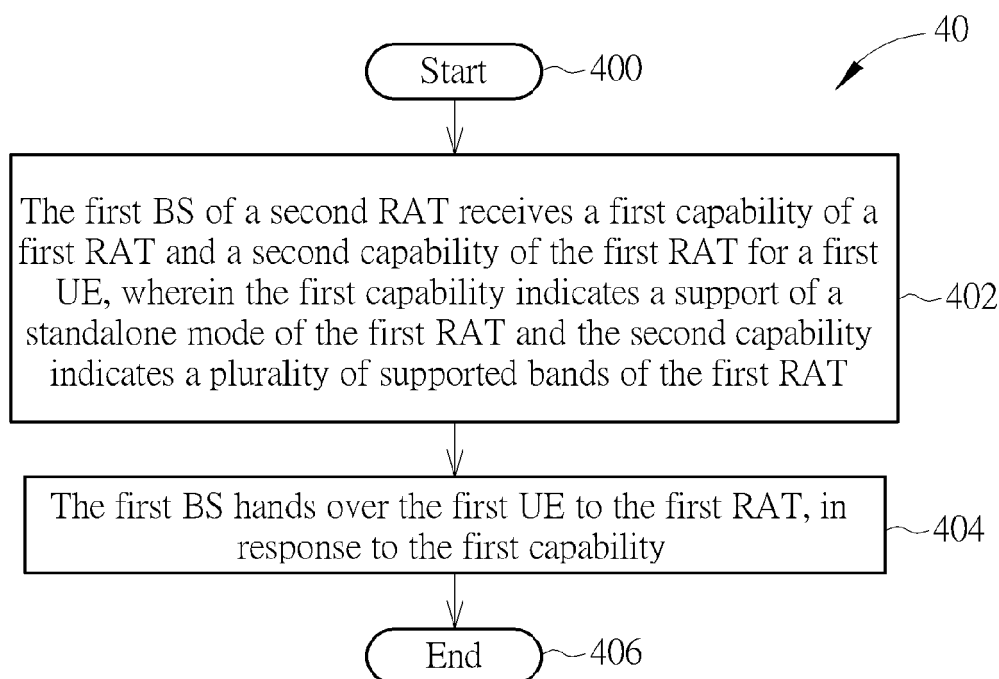 40
Start
400
The first BS of a second RAT receives a first capability of a
first RAT and a second capability of the first RAT for a first
UE, wherein the first capability indicates a support of a
standalone mode of the first RAT and the second capability
indicates a plurality of supported bands of the first RAT
402
The first BS hands over the first UE to the first RAT, in
response to the first capability
404
End
406